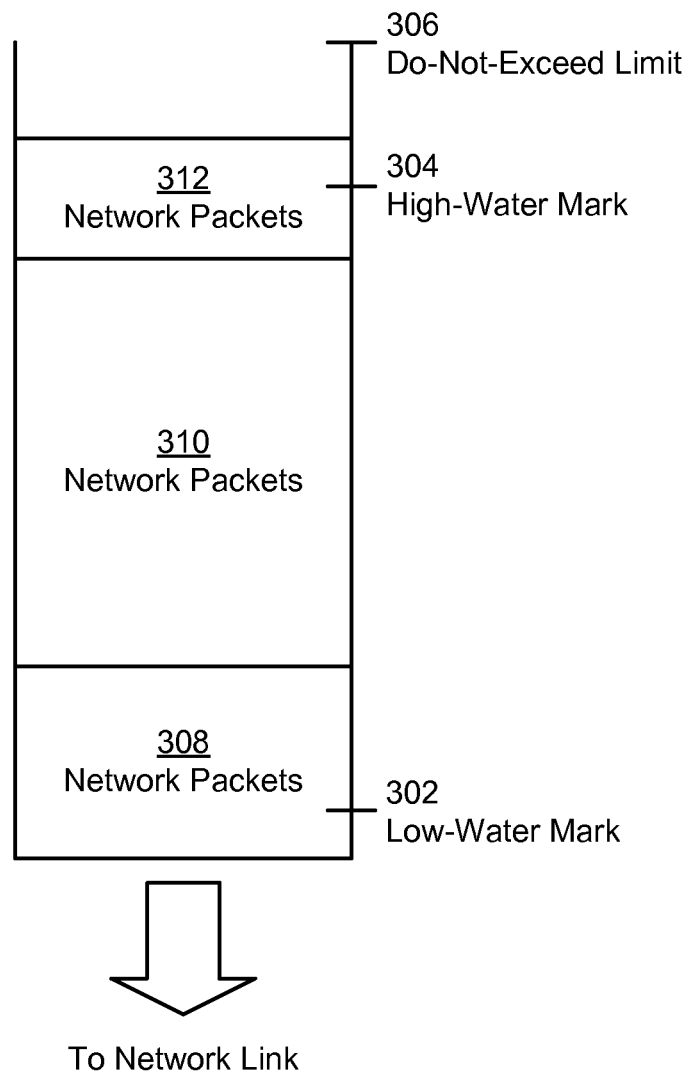 306
Do-Not-Exceed Limit
312
Network Packets
304
High-Water Mark
310
Network Packets
308
Network Packets
302
Low-Water Mark
To Network Link